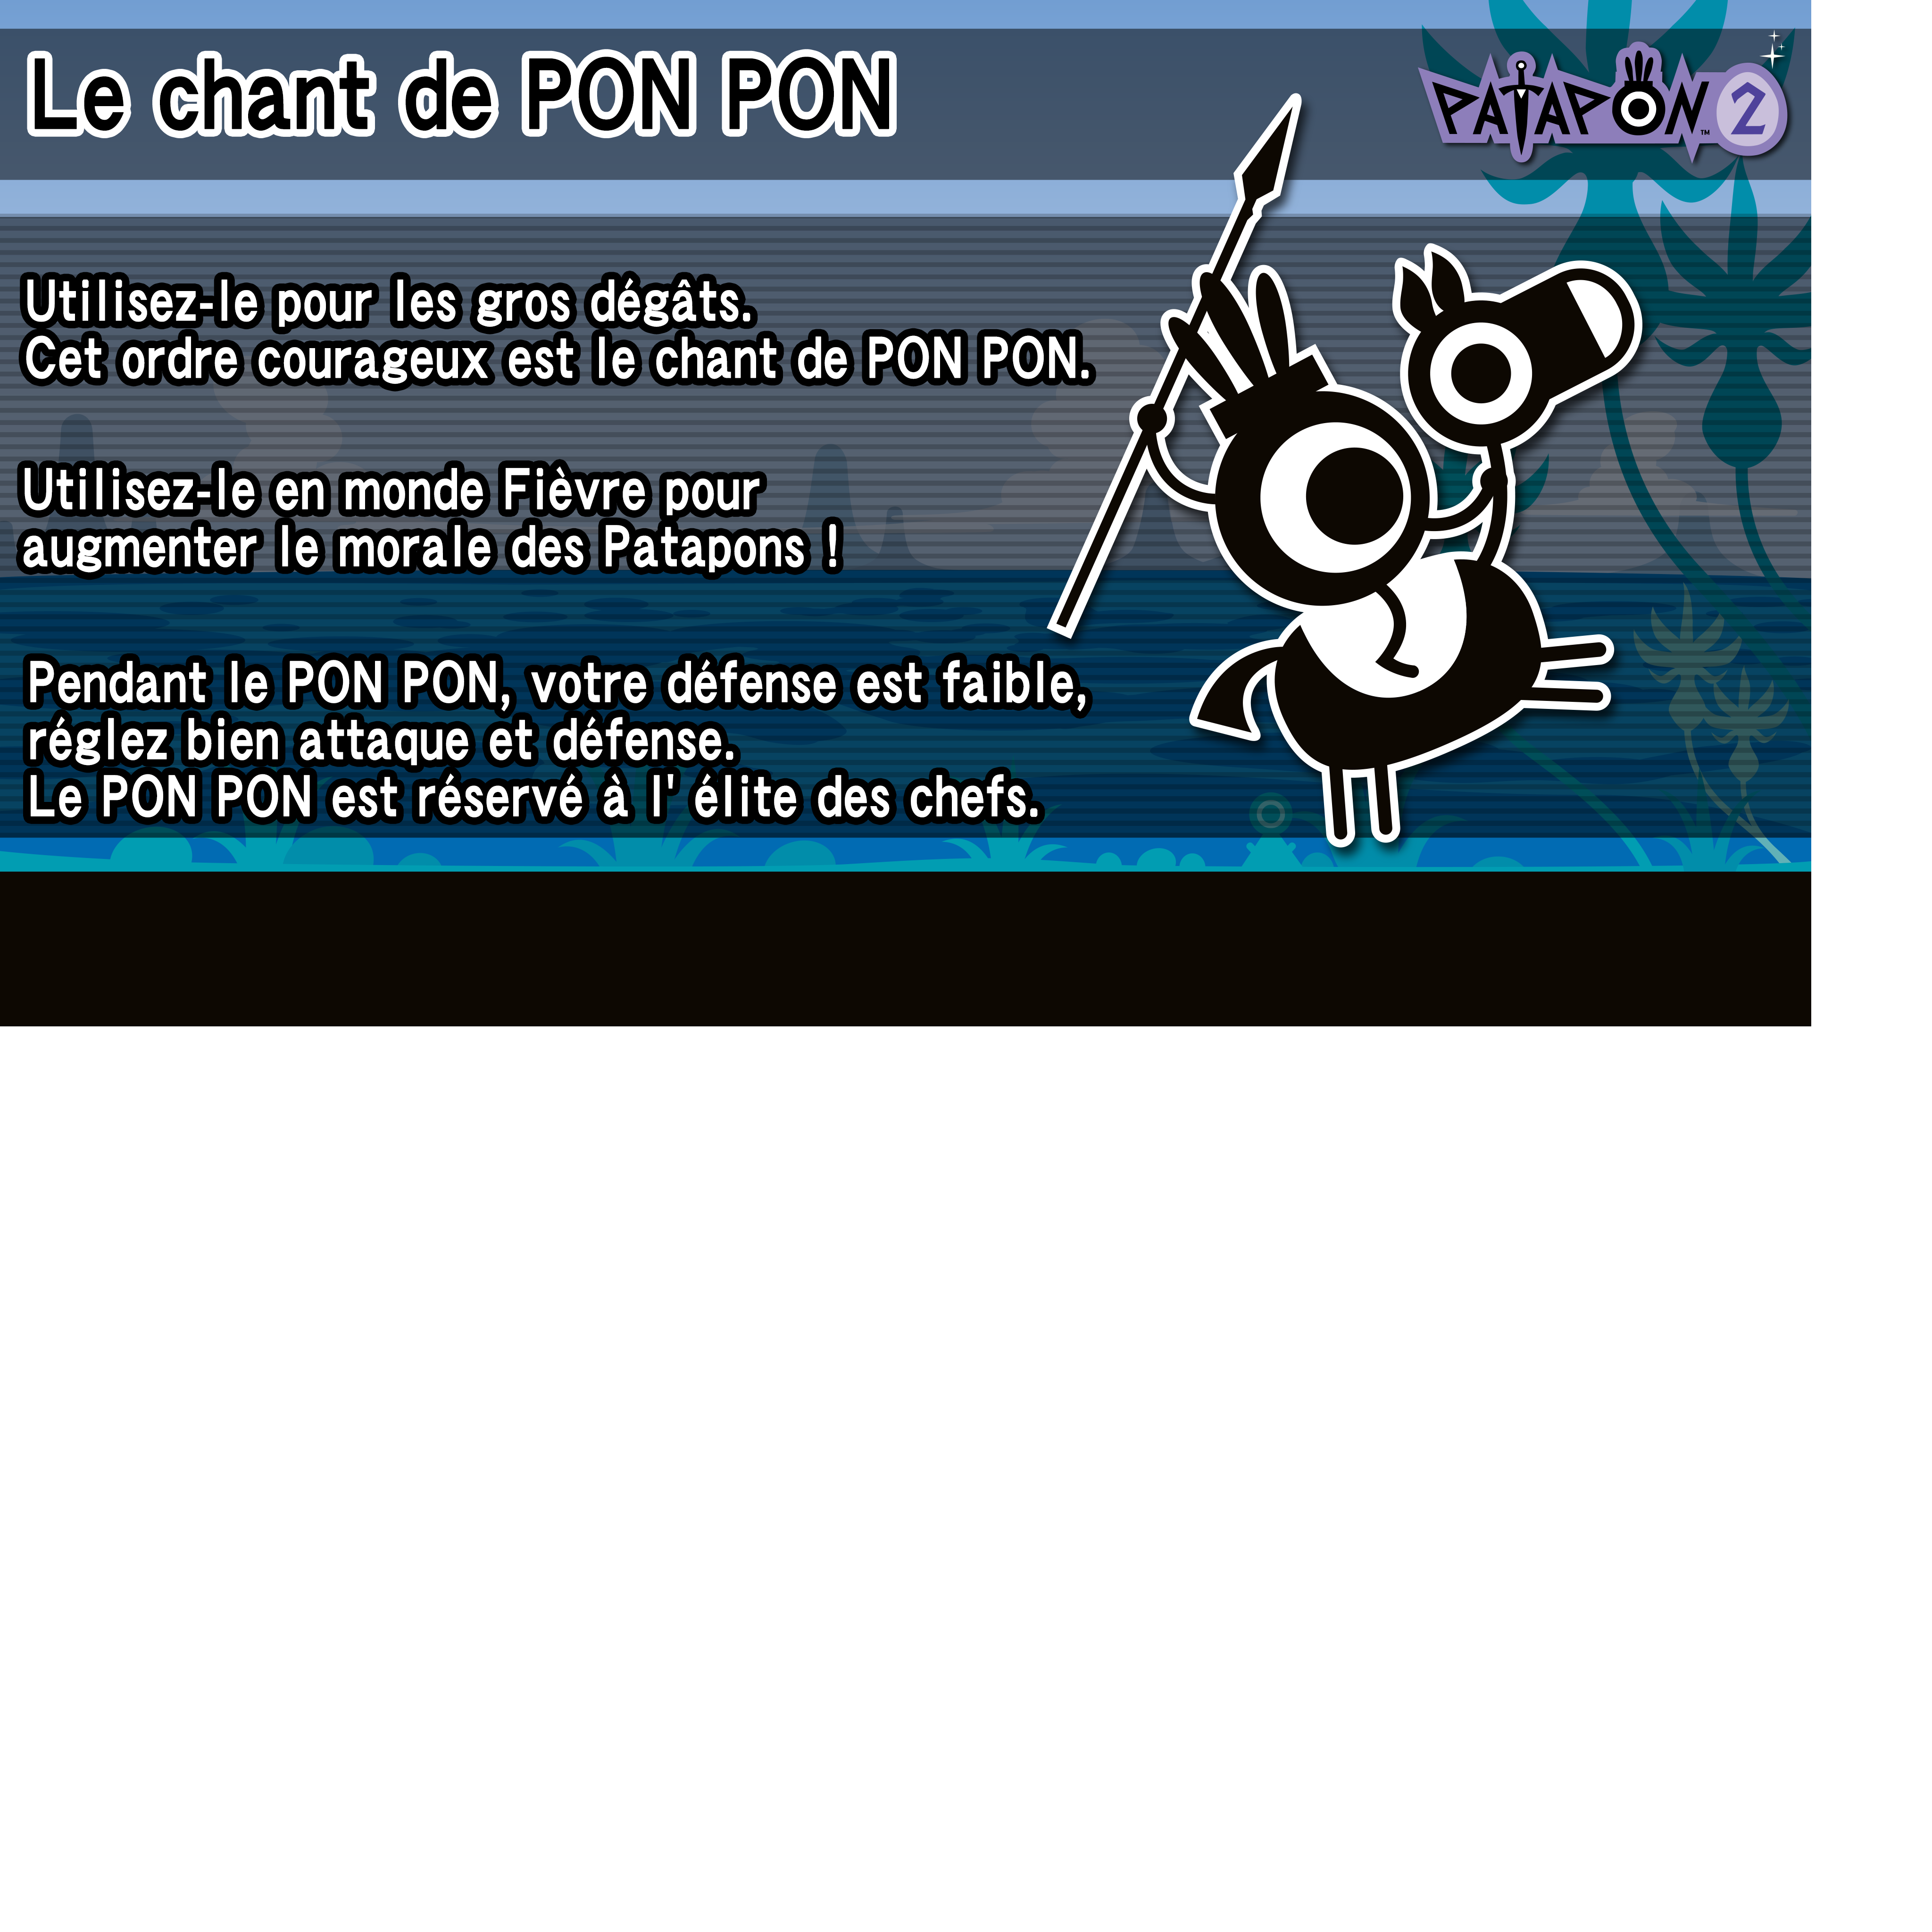 Le chant de PON PON
PATAPON™ 2
Utilisez-le pour les gros dégâts.
Cet ordre courageux est le chant de PON PON.
Utilisez-le en monde Fièvre pour
augmenter le morale des Patapons !
Pendant le PON PON, votre défense est faible,
réglez bien attaque et défense.
Le PON PON est réservé à l' élite des chefs.